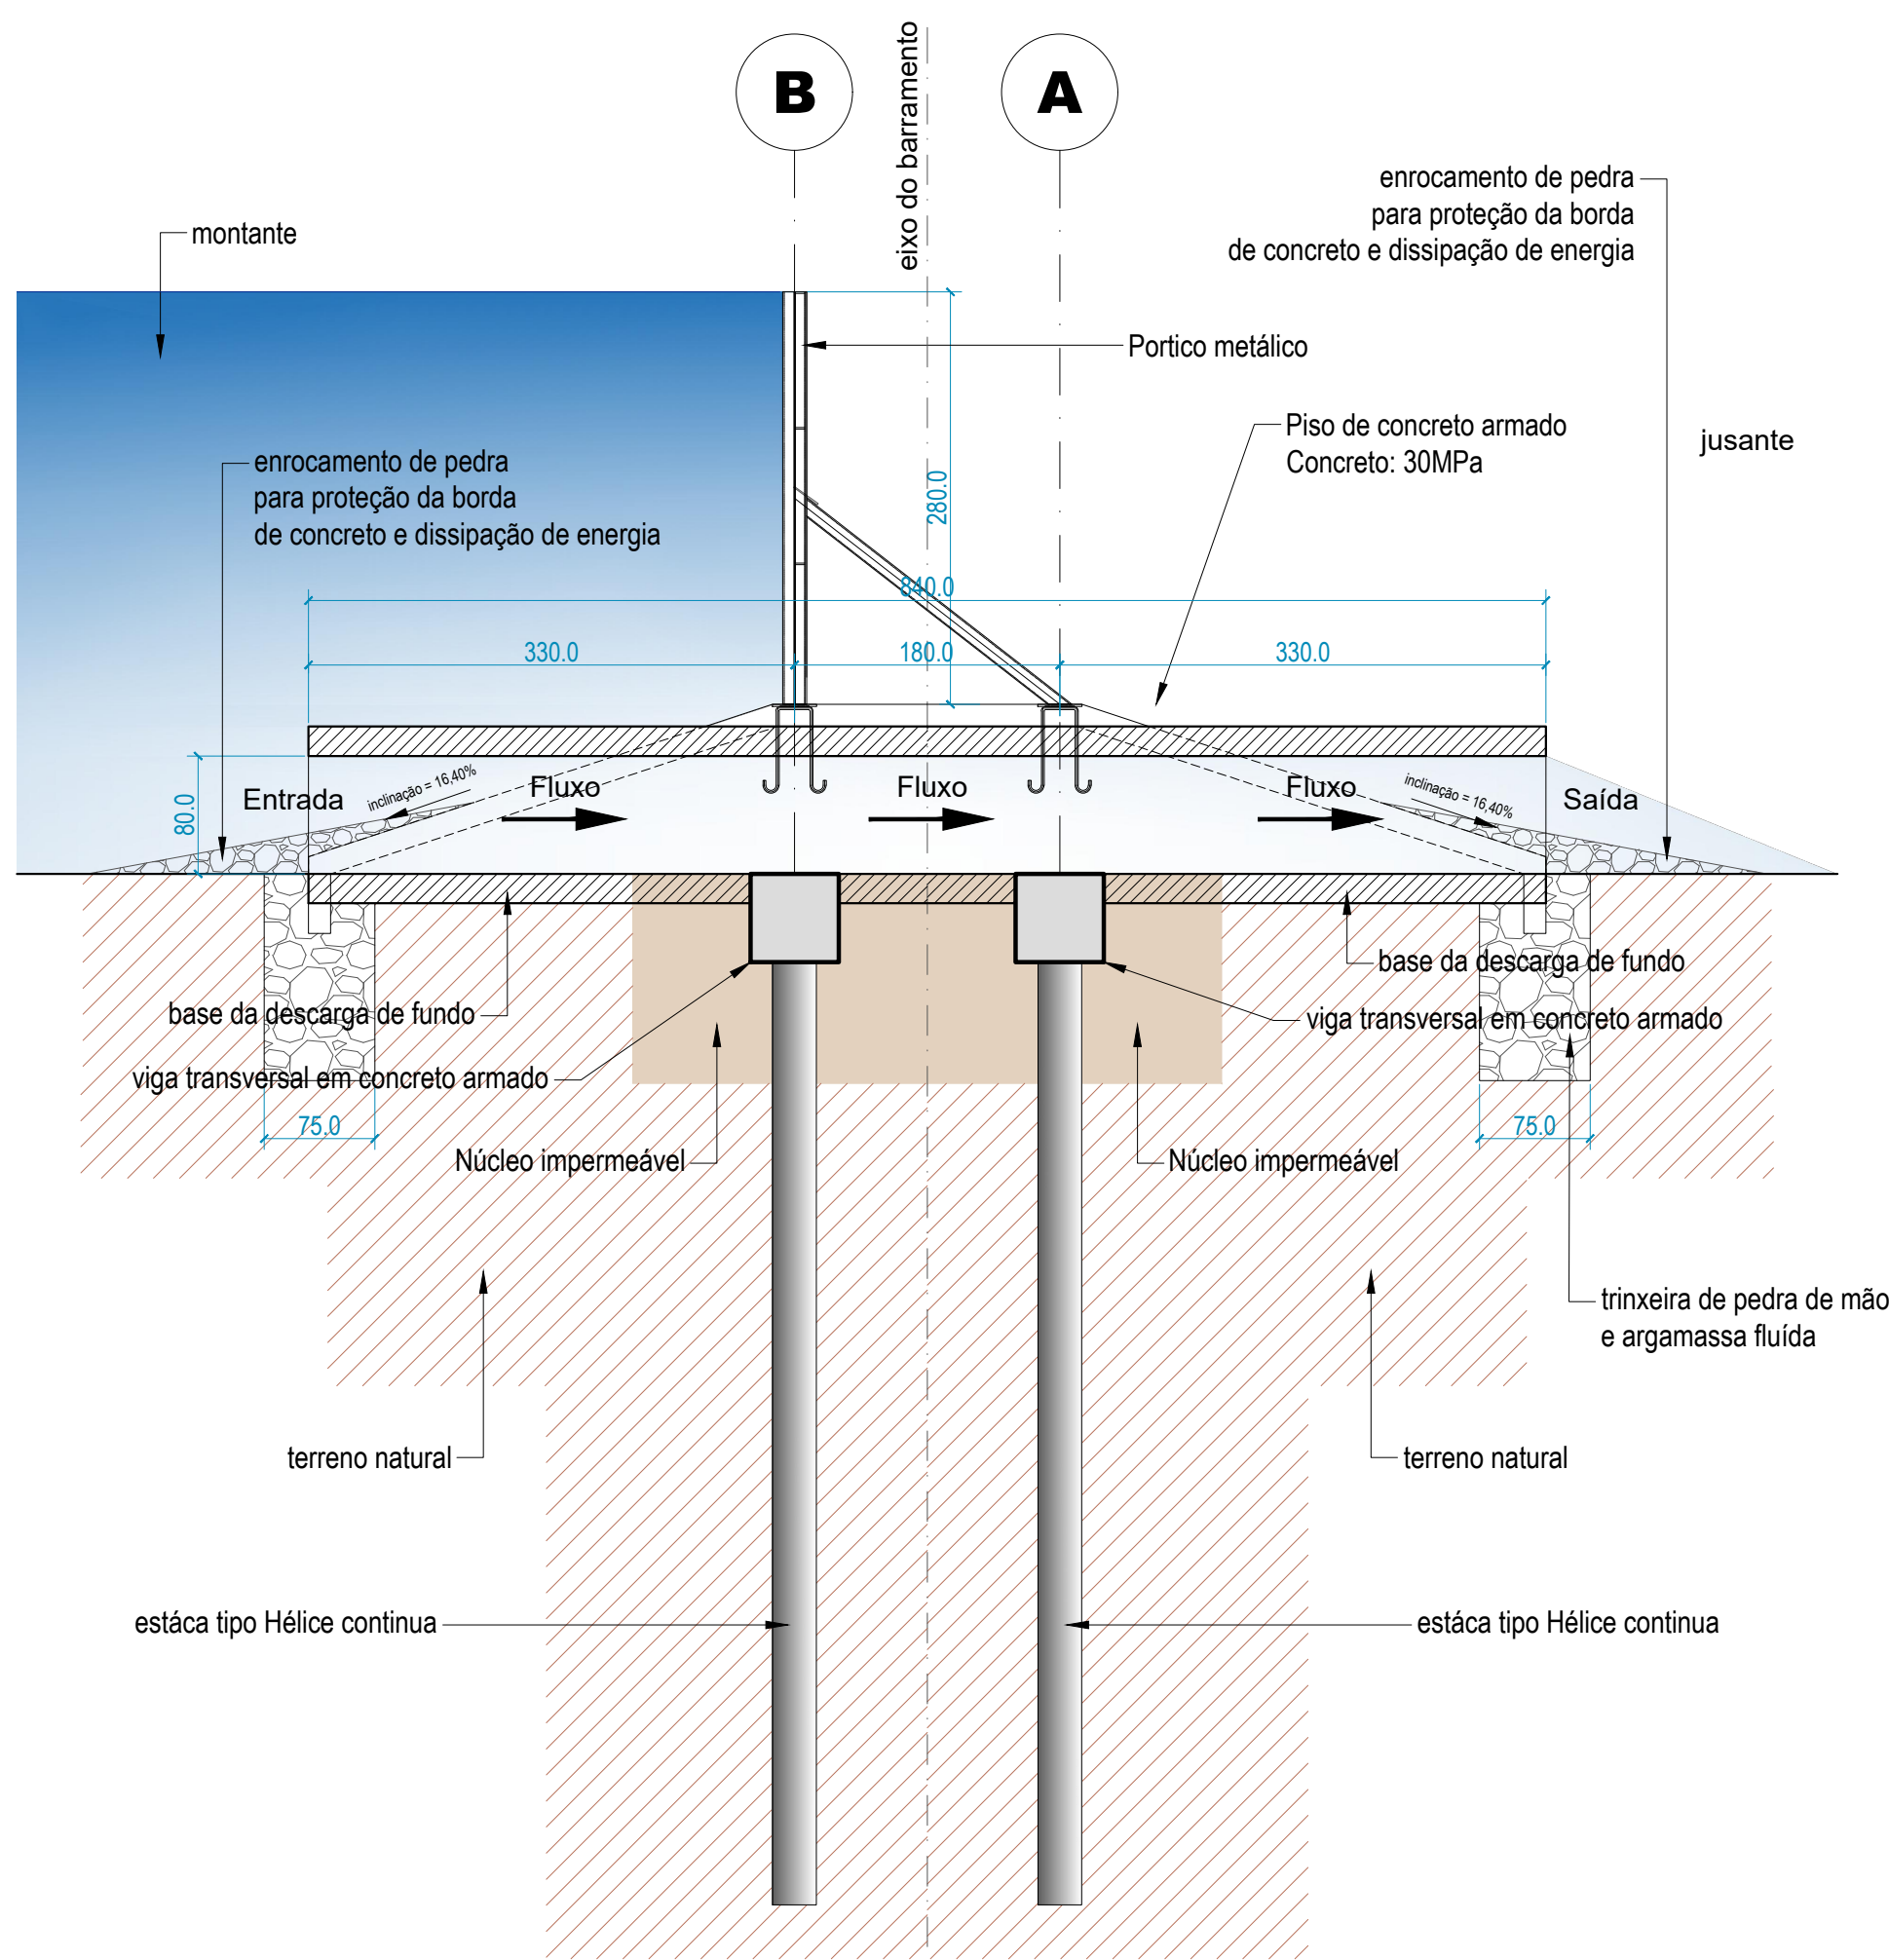 B
A
eixo do barramento
montante
enrocamento de pedra
para proteção da borda
de concreto e dissipação de energia
Portico metálico
Piso de concreto armado
Concreto: 30MPa
jusante
enrocamento de pedra
para proteção da borda
de concreto e dissipação de energia
280.0
840.0
330.0
180.0
330.0
80.0
Entrada
inclinação = 16,40%
Fluxo
Fluxo
Fluxo
inclinação = 16,40%
Saída
base da descarga de fundo
base da descarga de fundo
viga transversal em concreto armado
viga transversal em concreto armado
75.0
75.0
Núcleo impermeável
Núcleo impermeável
trinxeira de pedra de mão
e argamassa fluída
terreno natural
terreno natural
estáca tipo Hélice continua
estáca tipo Hélice continua